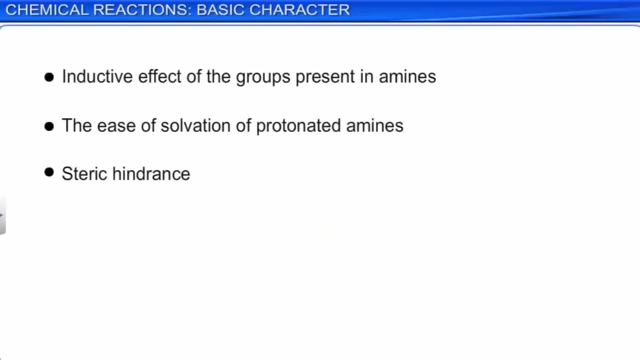 CHEMICAL REACTIONS: BASIC CHARACTER
● Inductive effect of the groups present in amines
● The ease of solvation of protonated amines
● Steric hindrance